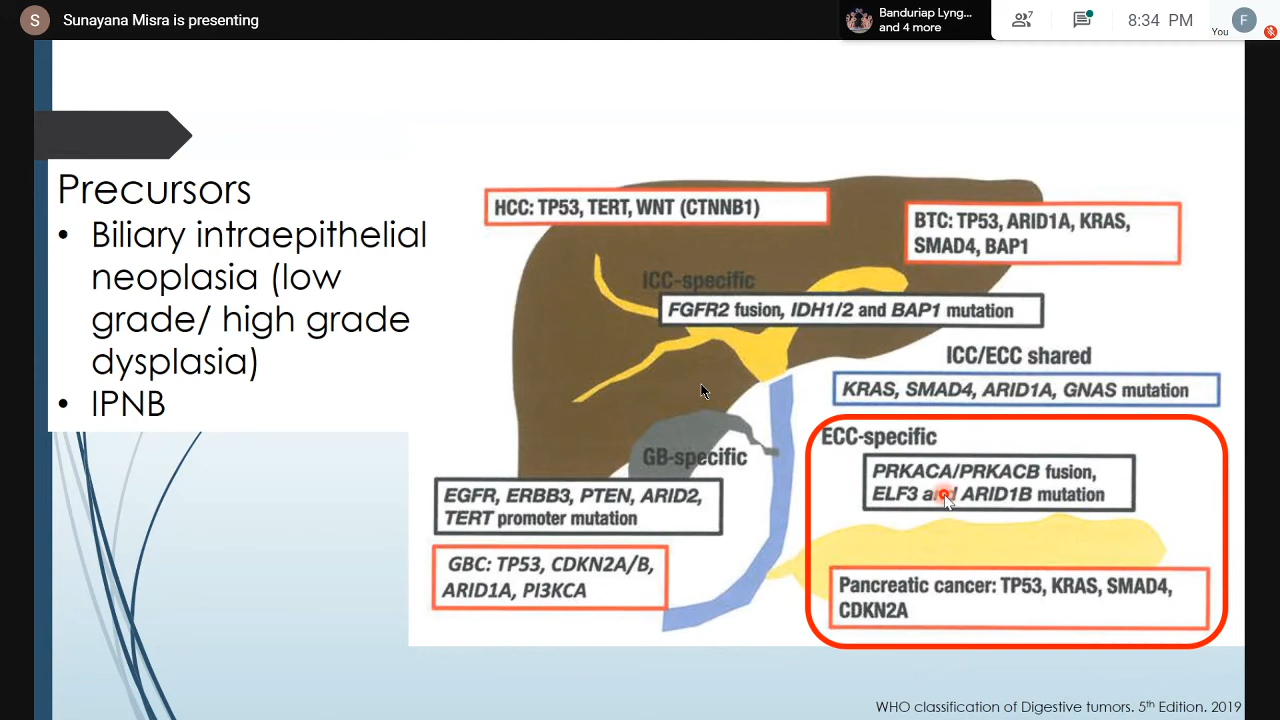 S
Sunayana Misra is presenting
Banduriap Lyng...
and 4 more
7
8:34 PM
You
F
Precursors
• Biliary intraepithelial
neoplasia (low
grade/ high grade
dysplasia)
• IPNB
HCC: TP53, TERT, WNT (CTNNB1)
BTC: TP53, ARID1A, KRAS,
SMAD4, BAP1
ICC-specific
FGFR2 fusion, IDH1/2 and BAP1 mutation
ICC/ECC shared
KRAS, SMAD4, ARID1A, GNAS mutation
ECC-specific
PRKACA/PRKACB fusion,
ELF3 and ARID1B mutation
GB-specific
EGFR, ERBB3, PTEN, ARID2,
TERT promoter mutation
GBC: TP53, CDKN2A/B,
ARID1A, PI3KCA
Pancreatic cancer: TP53, KRAS, SMAD4,
CDKN2A
WHO classification of Digestive tumors. 5th Edition. 2019